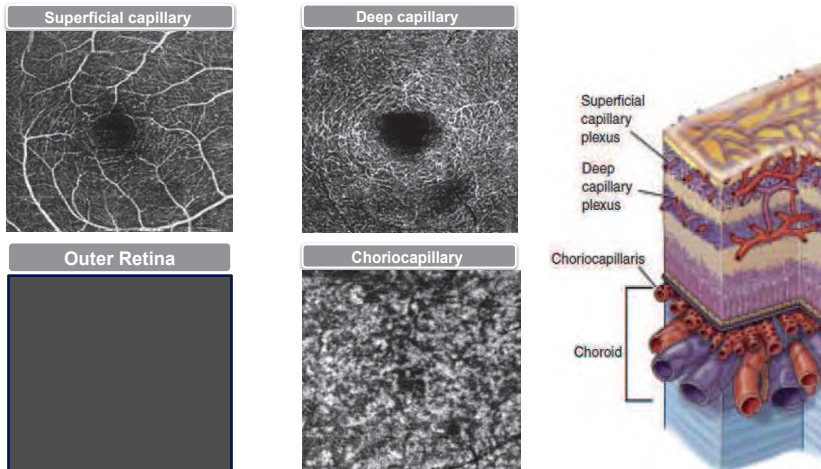 Superficial capillary
Deep capillary
Outer Retina
Choriocapillary
Superficial
capillary
plexus
Deep
capillary
plexus
Choriocapillaris
Choroid